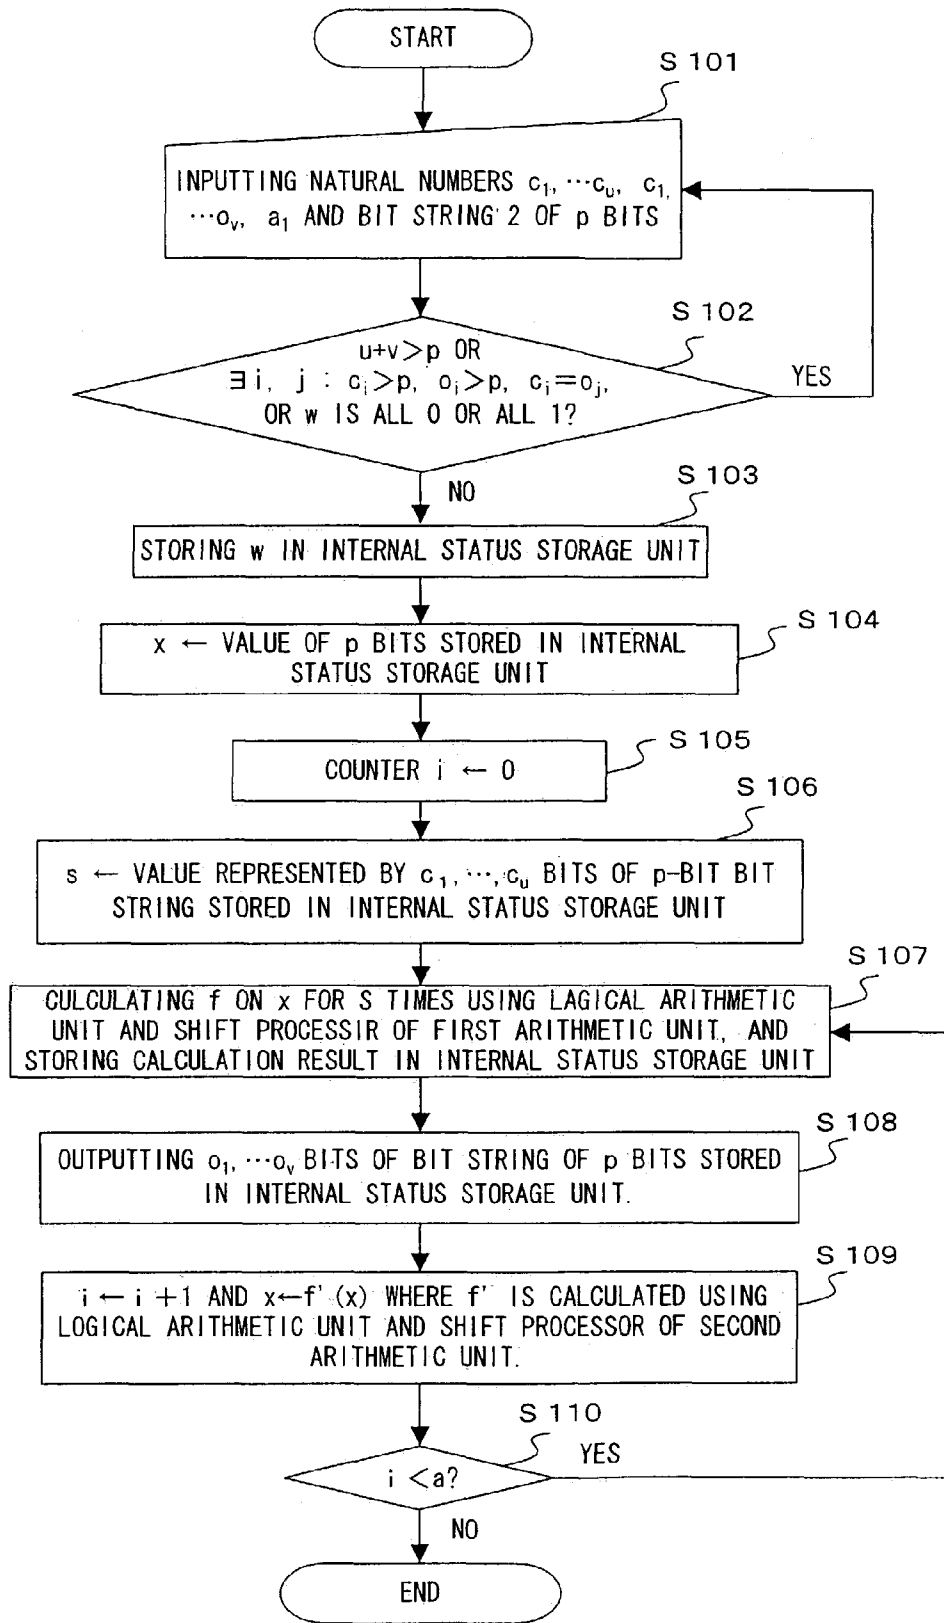 START
S 101
INPUTTING NATURAL NUMBERS c₁, ⋯cᵤ, c₁,
⋯oᵥ, a₁ AND BIT STRING 2 OF p BITS
S 102
u+v>p OR
∃i, j : cᵢ>p, oᵢ>p, cᵢ=oⱼ,
OR w IS ALL 0 OR ALL 1?
YES
NO
S 103
STORING w IN INTERNAL STATUS STORAGE UNIT
S 104
x ← VALUE OF p BITS STORED IN INTERNAL
STATUS STORAGE UNIT
S 105
COUNTER i ← 0
S 106
s ← VALUE REPRESENTED BY c₁,⋯,cᵤ BITS OF p-BIT BIT
STRING STORED IN INTERNAL STATUS STORAGE UNIT
S 107
CULCULATING f ON x FOR S TIMES USING LAGICAL ARITHMETIC
UNIT AND SHIFT PROCESSIR OF FIRST ARITHMETIC UNIT, AND
STORING CALCULATION RESULT IN INTERNAL STATUS STORAGE UNIT
S 108
OUTPUTTING o₁,⋯oᵥ BITS OF BIT STRING OF p BITS STORED
IN INTERNAL STATUS STORAGE UNIT.
S 109
i ← i +1 AND x←f'(x) WHERE f' IS CALCULATED USING
LOGICAL ARITHMETIC UNIT AND SHIFT PROCESSOR OF SECOND
ARITHMETIC UNIT.
S 110
i <a?
YES
NO
END